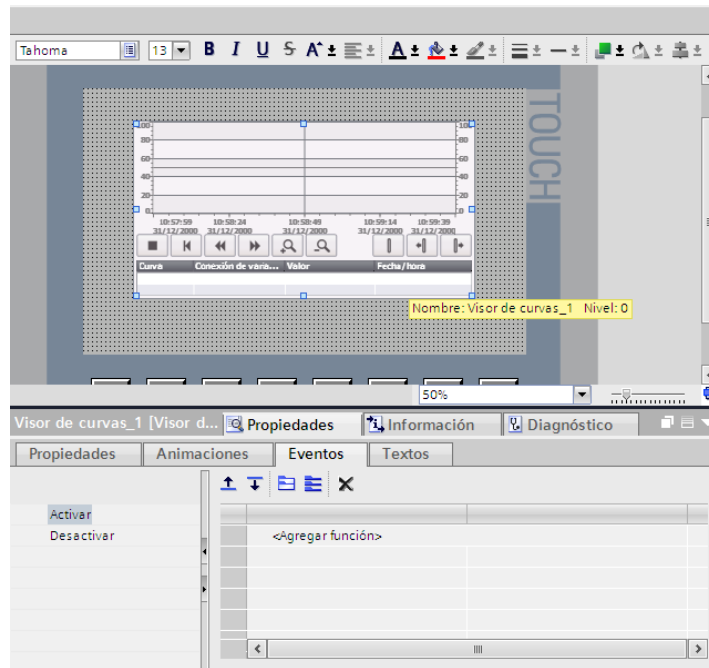 Tahoma 13 B I U S A A
TOUCH
100 100
80 80
60 60
40 40
20 20
0 0
10:57:59 10:58:24 10:58:49 10:59:14 10:59:39
31/12/2000 31/12/2000 31/12/2000 31/12/2000 31/12/2000
Curva Conexión de varia... Valor Fecha/hora
Nombre: Visor de curvas_1 Nivel: 0
50%
Visor de curvas_1 [Visor d... Propiedades Información Diagnóstico
Propiedades Animaciones Eventos Textos
Activar
Desactivar
<Agregar función>